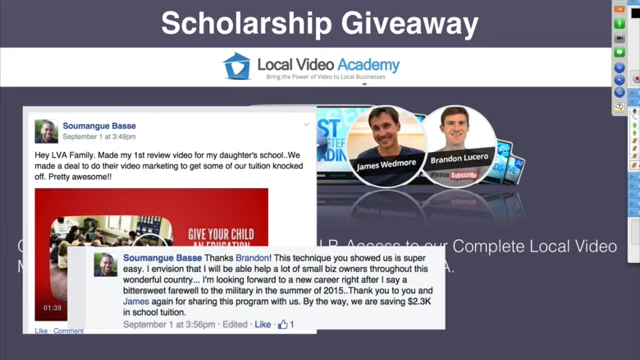 Scholarship Giveaway
Local Video Academy
Bring the Power of Video to Local Businesses
Soumangue Basse
September 1 at 3:49pm
Hey LVA Family. Made my 1st review video for my daughter's school..We
made a deal to do their video marketing to get some of our tuition knocked
off. Pretty awesome!!
GIVE YOUR CHILD
AN EDUCATION
01:39
Like · Comment
James Wedmore
Brandon Lucero
Please Subscribe
Access to our Complete Local Video
Soumangue Basse Thanks Brandon! This technique you showed us is super
easy. I envision that I will be able help a lot of small biz owners throughout this
wonderful country... I'm looking forward to a new career right after I say a
bittersweet farewell to the military in the summer of 2015..Thank you to you and
James again for sharing this program with us. By the way, we are saving $2.3K
in school tuition.
September 1 at 3:56pm · Edited · Like · 1